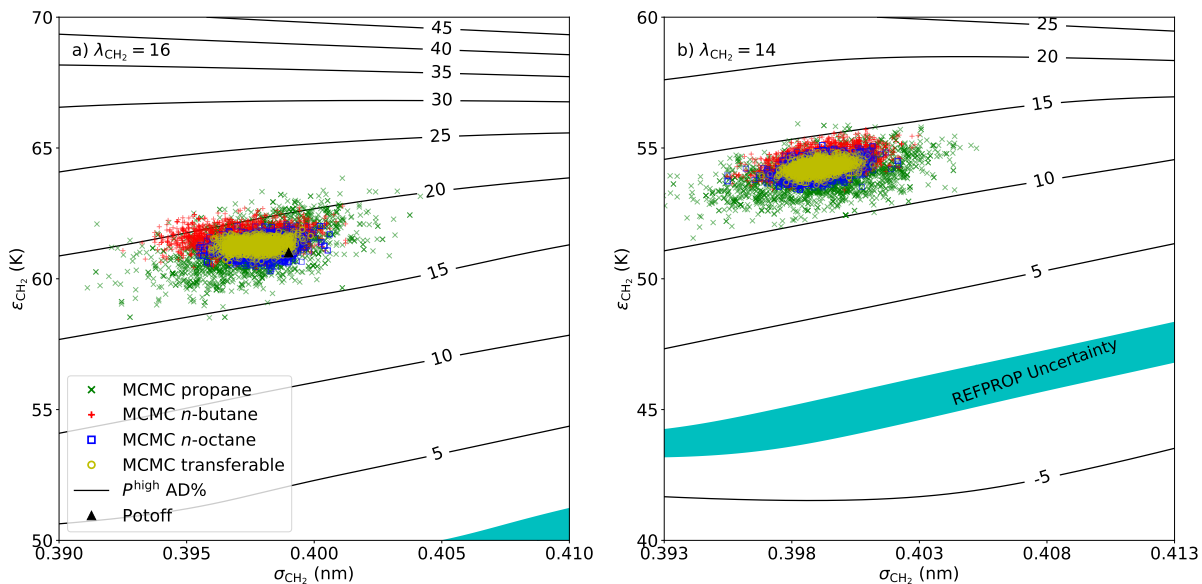 a) λCH₂ = 16
45
40
35
30
25
20
15
10
5
70
65
60
55
50
εCH₂ (K)
0.390
0.395
0.400
0.405
0.410
σCH₂ (nm)
MCMC propane
MCMC n-butane
MCMC n-octane
MCMC transferable
Pʰⁱᵍʰ AD%
Potoff
b) λCH₂ = 14
25
20
15
10
5
REFPROP Uncertainty
-5
60
55
50
45
40
εCH₂ (K)
0.393
0.398
0.403
0.408
0.413
σCH₂ (nm)